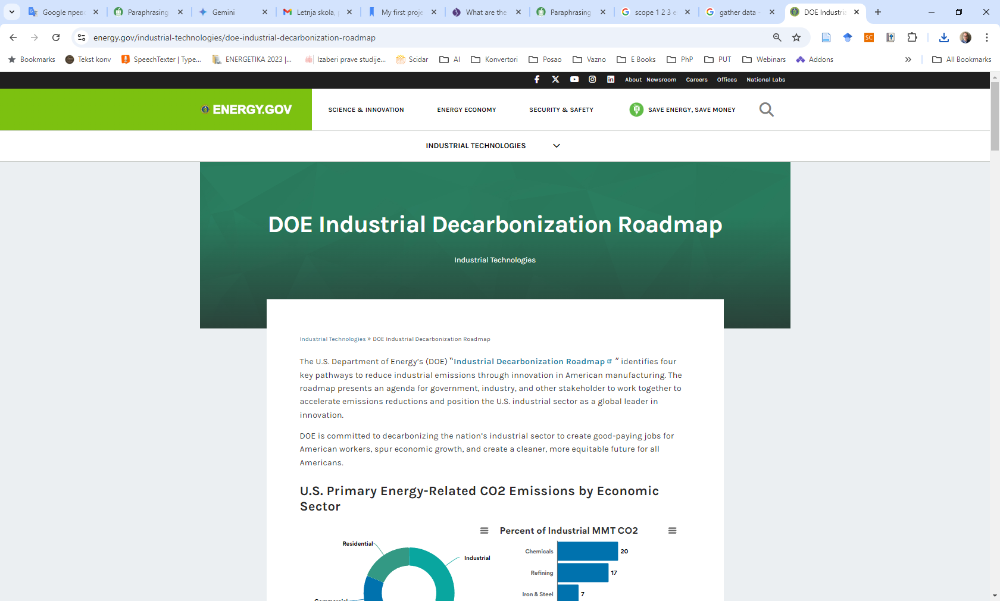 Google прев
Paraphrasing
Gemini
Letnja skola,
My first proje
What are the
Paraphrasing
scope 1 2 3 e
gather data -
DOE Industria
energy.gov/industrial-technologies/doe-industrial-decarbonization-roadmap
SC
Bookmarks
Tekst konv
SpeechTexter | Type...
ENERGETIKA 2023 |...
Izaberi prave studije...
Scidar
AI
Konvertori
Posao
Vazno
E Books
PhP
PUT
Webinars
Addons
All Bookmarks
About Newsroom Careers Offices National Labs
ENERGY.GOV
SCIENCE & INNOVATION
ENERGY ECONOMY
SECURITY & SAFETY
SAVE ENERGY, SAVE MONEY
INDUSTRIAL TECHNOLOGIES
DOE Industrial Decarbonization Roadmap
Industrial Technologies
Industrial Technologies » DOE Industrial Decarbonization Roadmap
The U.S. Department of Energy’s (DOE) “Industrial Decarbonization Roadmap ” identifies four
key pathways to reduce industrial emissions through innovation in American manufacturing. The
roadmap presents an agenda for government, industry, and other stakeholder to work together to
accelerate emissions reductions and position the U.S. industrial sector as a global leader in
innovation.
DOE is committed to decarbonizing the nation’s industrial sector to create good-paying jobs for
American workers, spur economic growth, and create a cleaner, more equitable future for all
Americans.
U.S. Primary Energy-Related CO2 Emissions by Economic
Sector
Residential
Industrial
Percent of Industrial MMT CO2
Chemicals 20
Refining 17
Iron & Steel 7